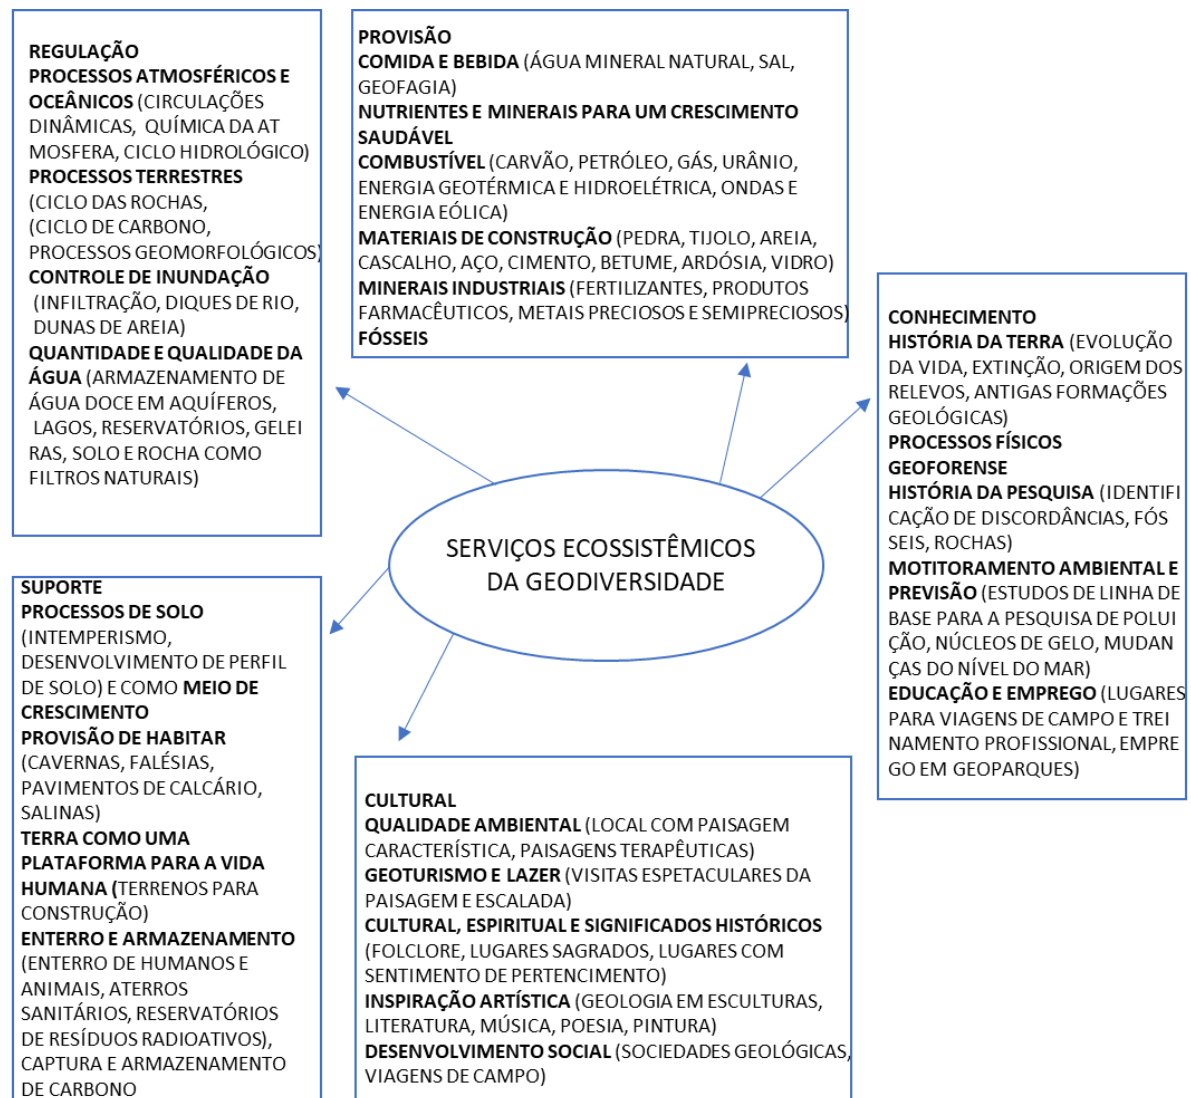 REGULAÇÃO
PROCESSOS ATMOSFÉRICOS E
OCEÂNICOS (CIRCULAÇÕES
DINÂMICAS, QUÍMICA DA AT
MOSFERA, CICLO HIDROLÓGICO)
PROCESSOS TERRESTRES
(CICLO DAS ROCHAS,
(CICLO DE CARBONO,
PROCESSOS GEOMORFOLÓGICOS)
CONTROLE DE INUNDAÇÃO
(INFILTRAÇÃO, DIQUES DE RIO,
DUNAS DE AREIA)
QUANTIDADE E QUALIDADE DA
ÁGUA (ARMAZENAMENTO DE
ÁGUA DOCE EM AQUÍFEROS,
LAGOS, RESERVATÓRIOS, GELEI
RAS, SOLO E ROCHA COMO
FILTROS NATURAIS)
PROVISÃO
COMIDA E BEBIDA (ÁGUA MINERAL NATURAL, SAL,
GEOFAGIA)
NUTRIENTES E MINERAIS PARA UM CRESCIMENTO
SAUDÁVEL
COMBUSTÍVEL (CARVÃO, PETRÓLEO, GÁS, URÂNIO,
ENERGIA GEOTÉRMICA E HIDROELÉTRICA, ONDAS E
ENERGIA EÓLICA)
MATERIAIS DE CONSTRUÇÃO (PEDRA, TIJOLO, AREIA,
CASCALHO, AÇO, CIMENTO, BETUME, ARDÓSIA, VIDRO)
MINERAIS INDUSTRIAIS (FERTILIZANTES, PRODUTOS
FARMACÊUTICOS, METAIS PRECIOSOS E SEMIPRECIOSOS)
FÓSSEIS
CONHECIMENTO
HISTÓRIA DA TERRA (EVOLUÇÃO
DA VIDA, EXTINÇÃO, ORIGEM DOS
RELEVOS, ANTIGAS FORMAÇÕES
GEOLÓGICAS)
PROCESSOS FÍSICOS
GEOFORENSE
HISTÓRIA DA PESQUISA (IDENTIFI
CAÇÃO DE DISCORDÂNCIAS, FÓS
SEIS, ROCHAS)
MOTITORAMENTO AMBIENTAL E
PREVISÃO (ESTUDOS DE LINHA DE
BASE PARA A PESQUISA DE POLUI
ÇÃO, NÚCLEOS DE GELO, MUDAN
ÇAS DO NÍVEL DO MAR)
EDUCAÇÃO E EMPREGO (LUGARES
PARA VIAGENS DE CAMPO E TREI
NAMENTO PROFISSIONAL, EMPRE
GO EM GEOPARQUES)
SERVIÇOS ECOSSISTÊMICOS
DA GEODIVERSIDADE
SUPORTE
PROCESSOS DE SOLO
(INTEMPERISMO,
DESENVOLVIMENTO DE PERFIL
DE SOLO) E COMO MEIO DE
CRESCIMENTO
PROVISÃO DE HABITAR
(CAVERNAS, FALÉSIAS,
PAVIMENTOS DE CALCÁRIO,
SALINAS)
TERRA COMO UMA
PLATAFORMA PARA A VIDA
HUMANA (TERRENOS PARA
CONSTRUÇÃO)
ENTERRO E ARMAZENAMENTO
(ENTERRO DE HUMANOS E
ANIMAIS, ATERROS
SANITÁRIOS, RESERVATÓRIOS
DE RESÍDUOS RADIOATIVOS),
CAPTURA E ARMAZENAMENTO
DE CARBONO
CULTURAL
QUALIDADE AMBIENTAL (LOCAL COM PAISAGEM
CARACTERÍSTICA, PAISAGENS TERAPÊUTICAS)
GEOTURISMO E LAZER (VISITAS ESPETACULARES DA
PAISAGEM E ESCALADA)
CULTURAL, ESPIRITUAL E SIGNIFICADOS HISTÓRICOS
(FOLCLORE, LUGARES SAGRADOS, LUGARES COM
SENTIMENTO DE PERTENCIMENTO)
INSPIRAÇÃO ARTÍSTICA (GEOLOGIA EM ESCULTURAS,
LITERATURA, MÚSICA, POESIA, PINTURA)
DESENVOLVIMENTO SOCIAL (SOCIEDADES GEOLÓGICAS,
VIAGENS DE CAMPO)